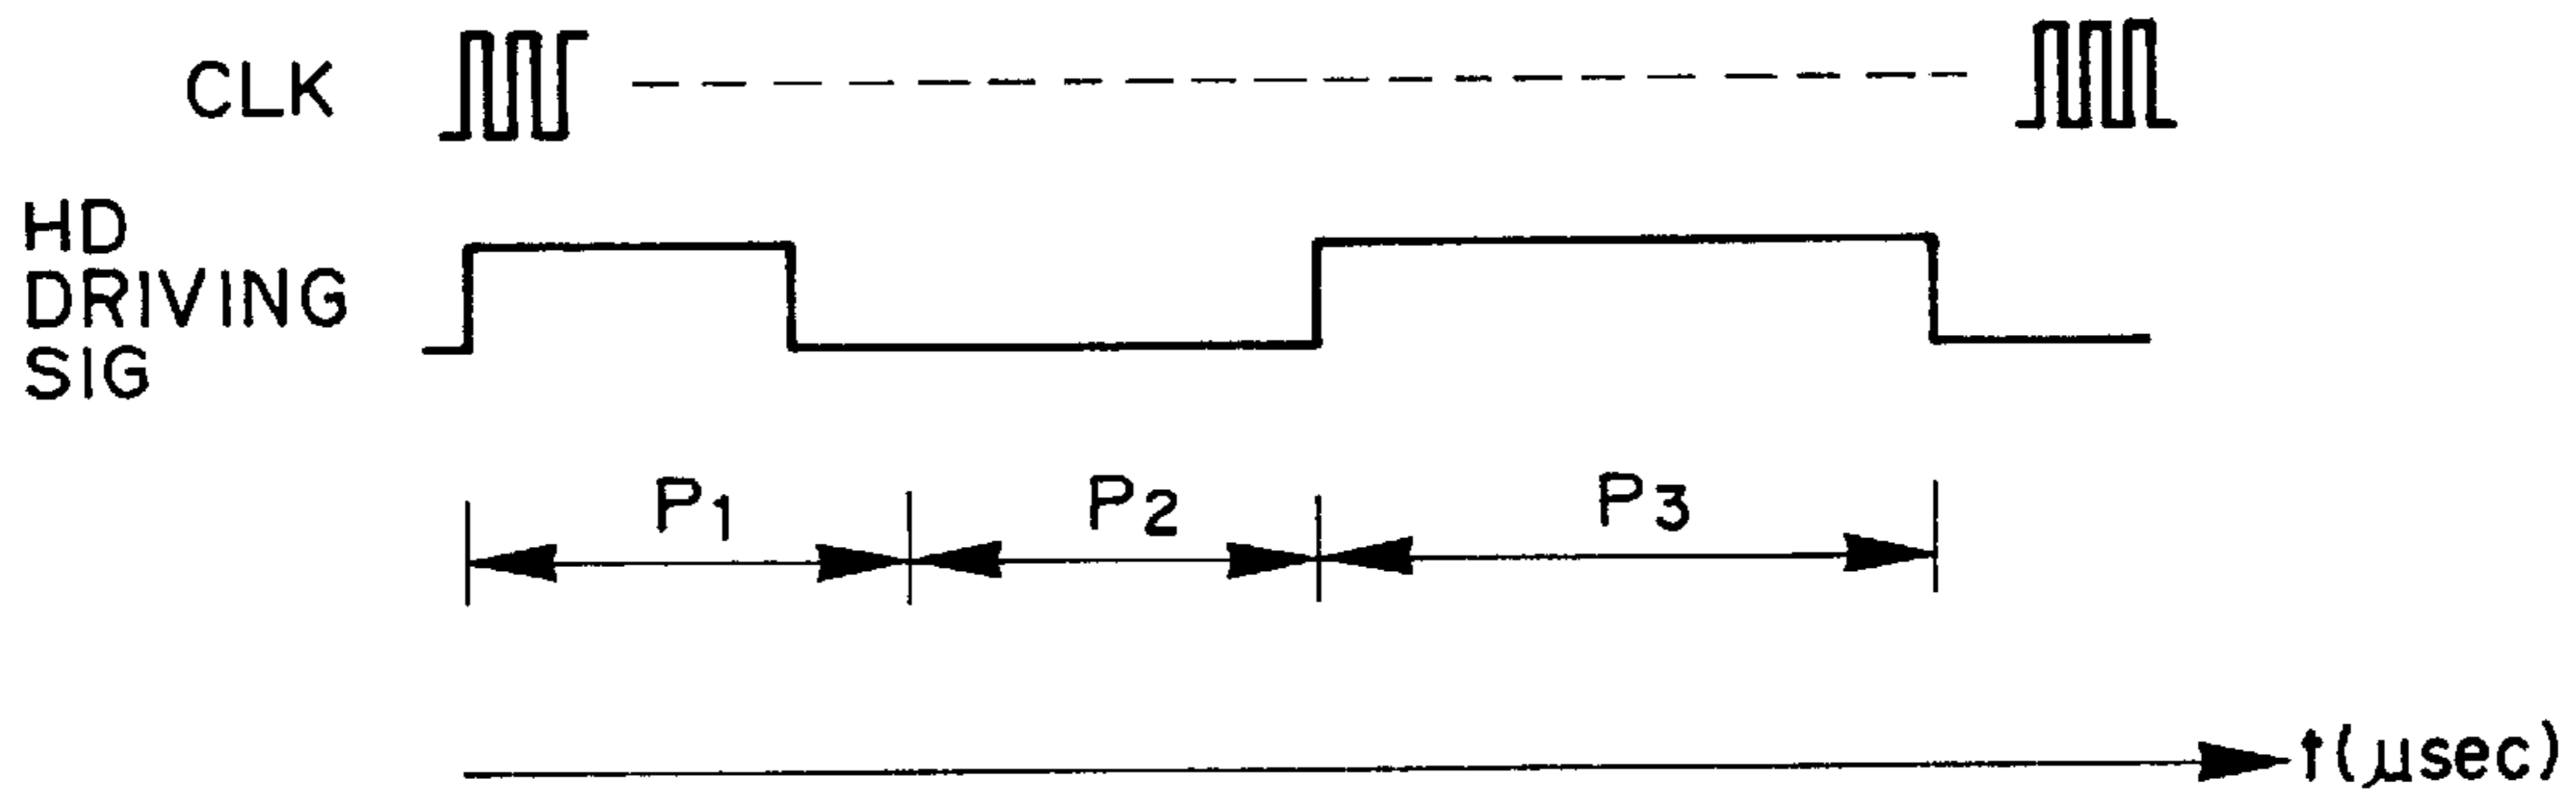 CLK
HD
DRIVING
SIG
P1
P2
P3
t(μsec)